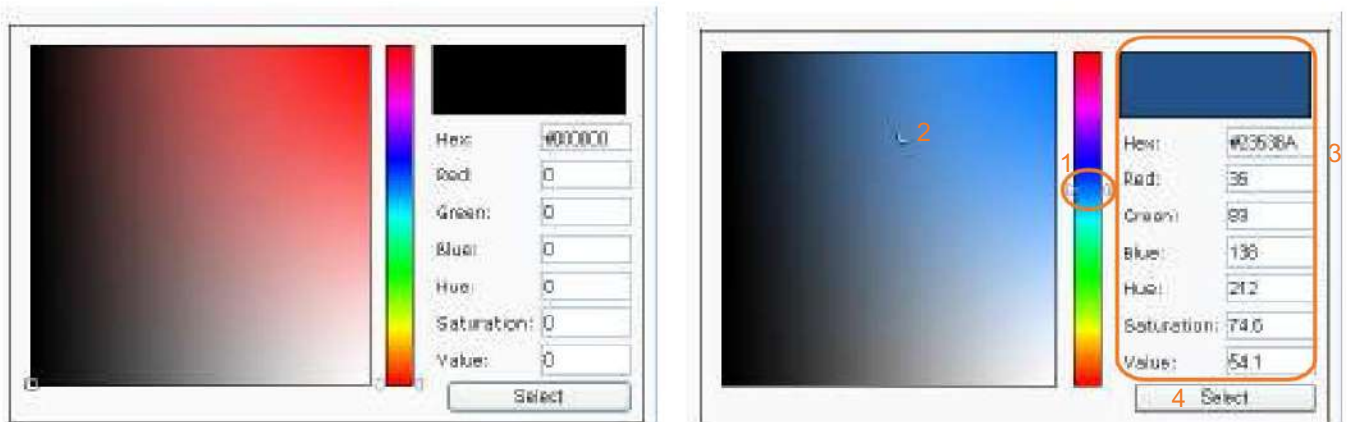 Hex: #000000
Red: 0
Green: 0
Blue: 0
Hue: 0
Saturation: 0
Value: 0
Select
1
2
3
Hex: #23538A
Red: 35
Green: 83
Blue: 138
Hue: 212
Saturation: 74.6
Value: 54.1
4 Select